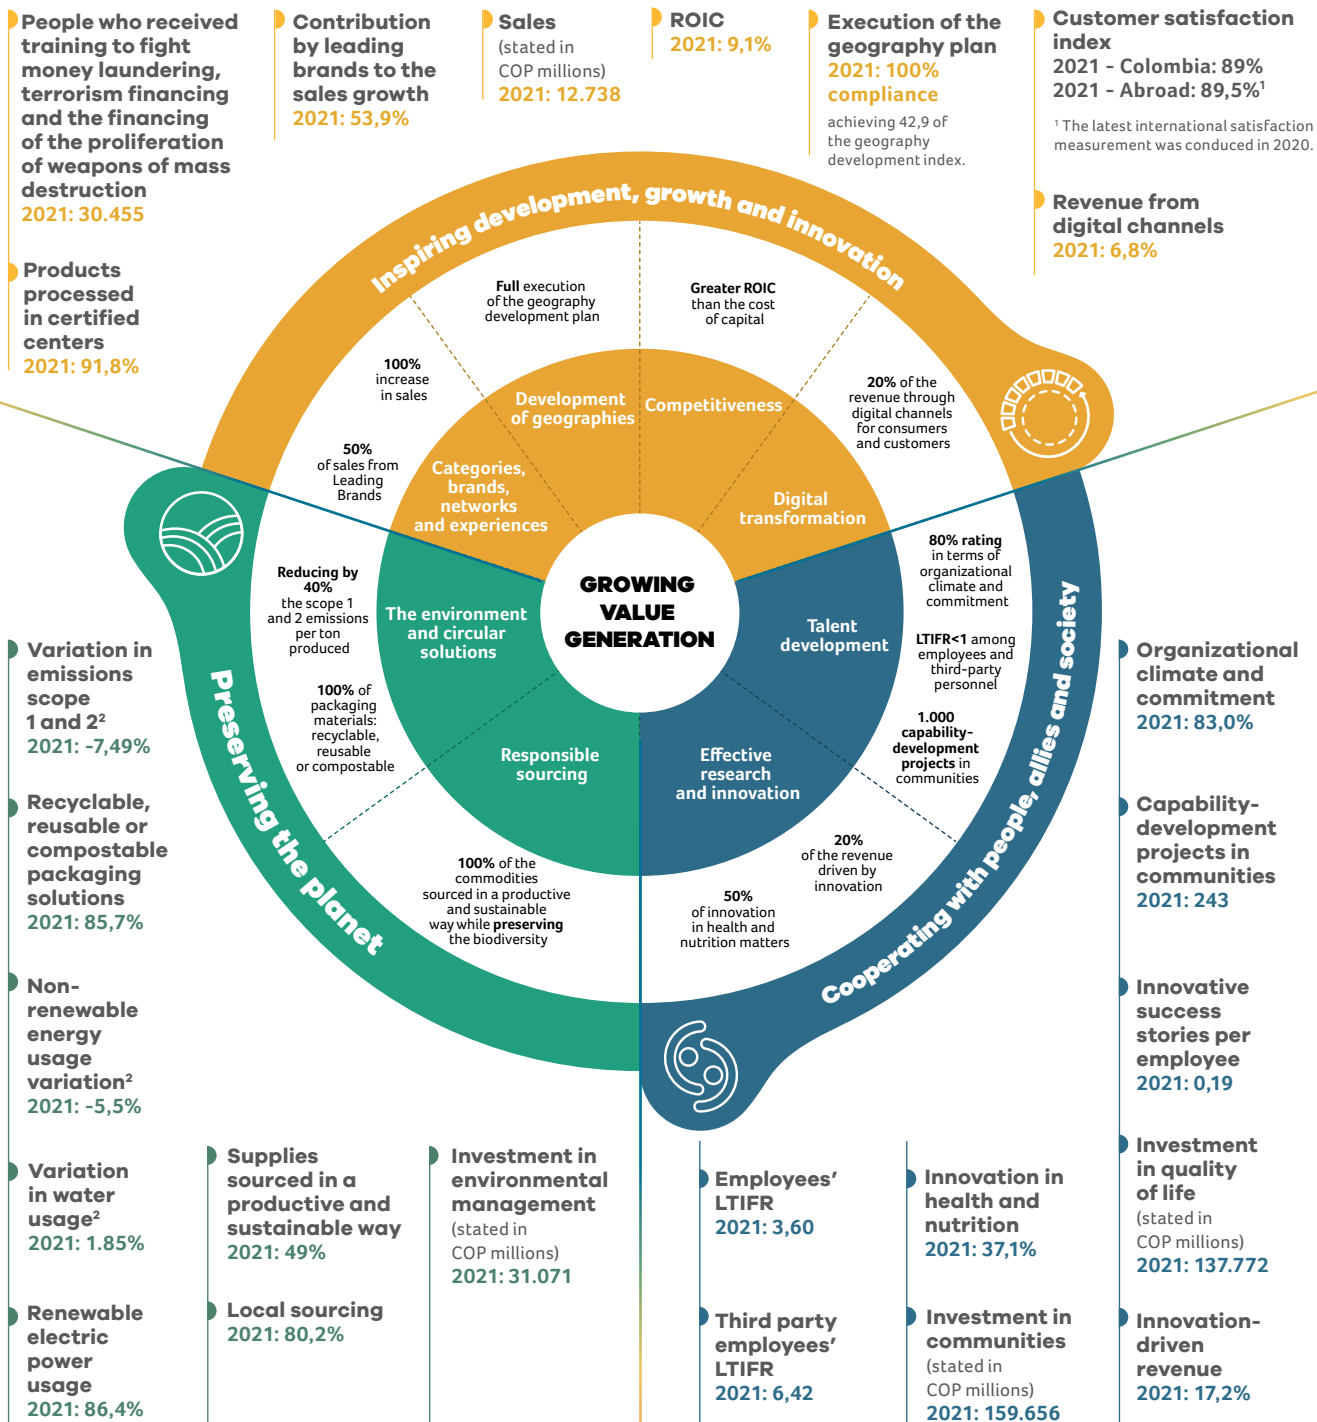 People who received
training to fight
money laundering,
terrorism financing
and the financing
of the proliferation
of weapons of mass
destruction
2021: 30.455
Products
processed
in certified
centers
2021: 91,8%
Contribution
by leading
brands to the
sales growth
2021: 53,9%
Sales
(stated in
COP millions)
2021: 12.738
ROIC
2021: 9,1%
Execution of the
geography plan
2021: 100%
compliance
achieving 42,9 of
the geography
development index.
Customer satisfaction
index
2021 - Colombia: 89%
2021 - Abroad: 89,5%¹
¹ The latest international satisfaction
measurement was conduced in 2020.
Revenue from
digital channels
2021: 6,8%
Inspiring development, growth and innovation
Full execution
of the geography
development plan
Greater ROIC
than the cost
of capital
100%
increase
in sales
50%
of sales from
Leading
Brands
20% of the
revenue through
digital channels
for consumers
and customers
Development
of geographies
Competitiveness
Categories,
brands,
networks
and experiences
Digital
transformation
GROWING
VALUE
GENERATION
The environment
and circular
solutions
Responsible
sourcing
Talent
development
Effective
research
and innovation
Reducing by
40%
the scope 1
and 2 emissions
per ton
produced
100% of
packaging
materials:
recyclable,
reusable
or compostable
100% of the
commodities
sourced in a productive
and sustainable
way while preserving
the biodiversity
80% rating
in terms of
organizational
climate and
commitment
LTIFR<1 among
employees and
third-party
personnel
1.000
capability-
development
projects in
communities
20%
of the revenue
driven by
innovation
50%
of innovation
in health and
nutrition matters
Preserving the planet
Cooperating with people, allies and society
Variation in
emissions
scope
1 and 2²
2021: -7,49%
Recyclable,
reusable or
compostable
packaging
solutions
2021: 85,7%
Non-
renewable
energy
usage
variation²
2021: -5,5%
Variation
in water
usage²
2021: 1.85%
Renewable
electric
power
usage
2021: 86,4%
Supplies
sourced in a
productive and
sustainable way
2021: 49%
Local sourcing
2021: 80,2%
Investment in
environmental
management
(stated in
COP millions)
2021: 31.071
Employees'
LTIFR
2021: 3,60
Third party
employees'
LTIFR
2021: 6,42
Innovation in
health and
nutrition
2021: 37,1%
Investment in
communities
(stated in
COP millions)
2021: 159.656
Organizational
climate and
commitment
2021: 83,0%
Capability-
development
projects in
communities
2021: 243
Innovative
success
stories per
employee
2021: 0,19
Investment
in quality
of life
(stated in
COP millions)
2021: 137.772
Innovation-
driven
revenue
2021: 17,2%